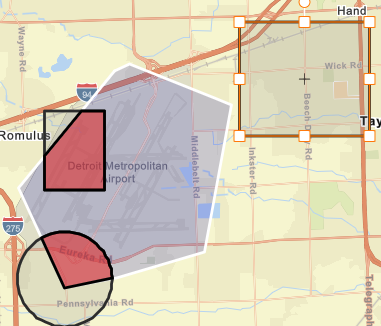 Hand
Wayne Rd
Wick Rd
94
Beech
y Rd
Romulus
Tay
Middlebelt Rd
Inkster Rd
Detroit Metropolitan
Airport
275
Eureka Rd
Pennsylvania Rd
Telegraph